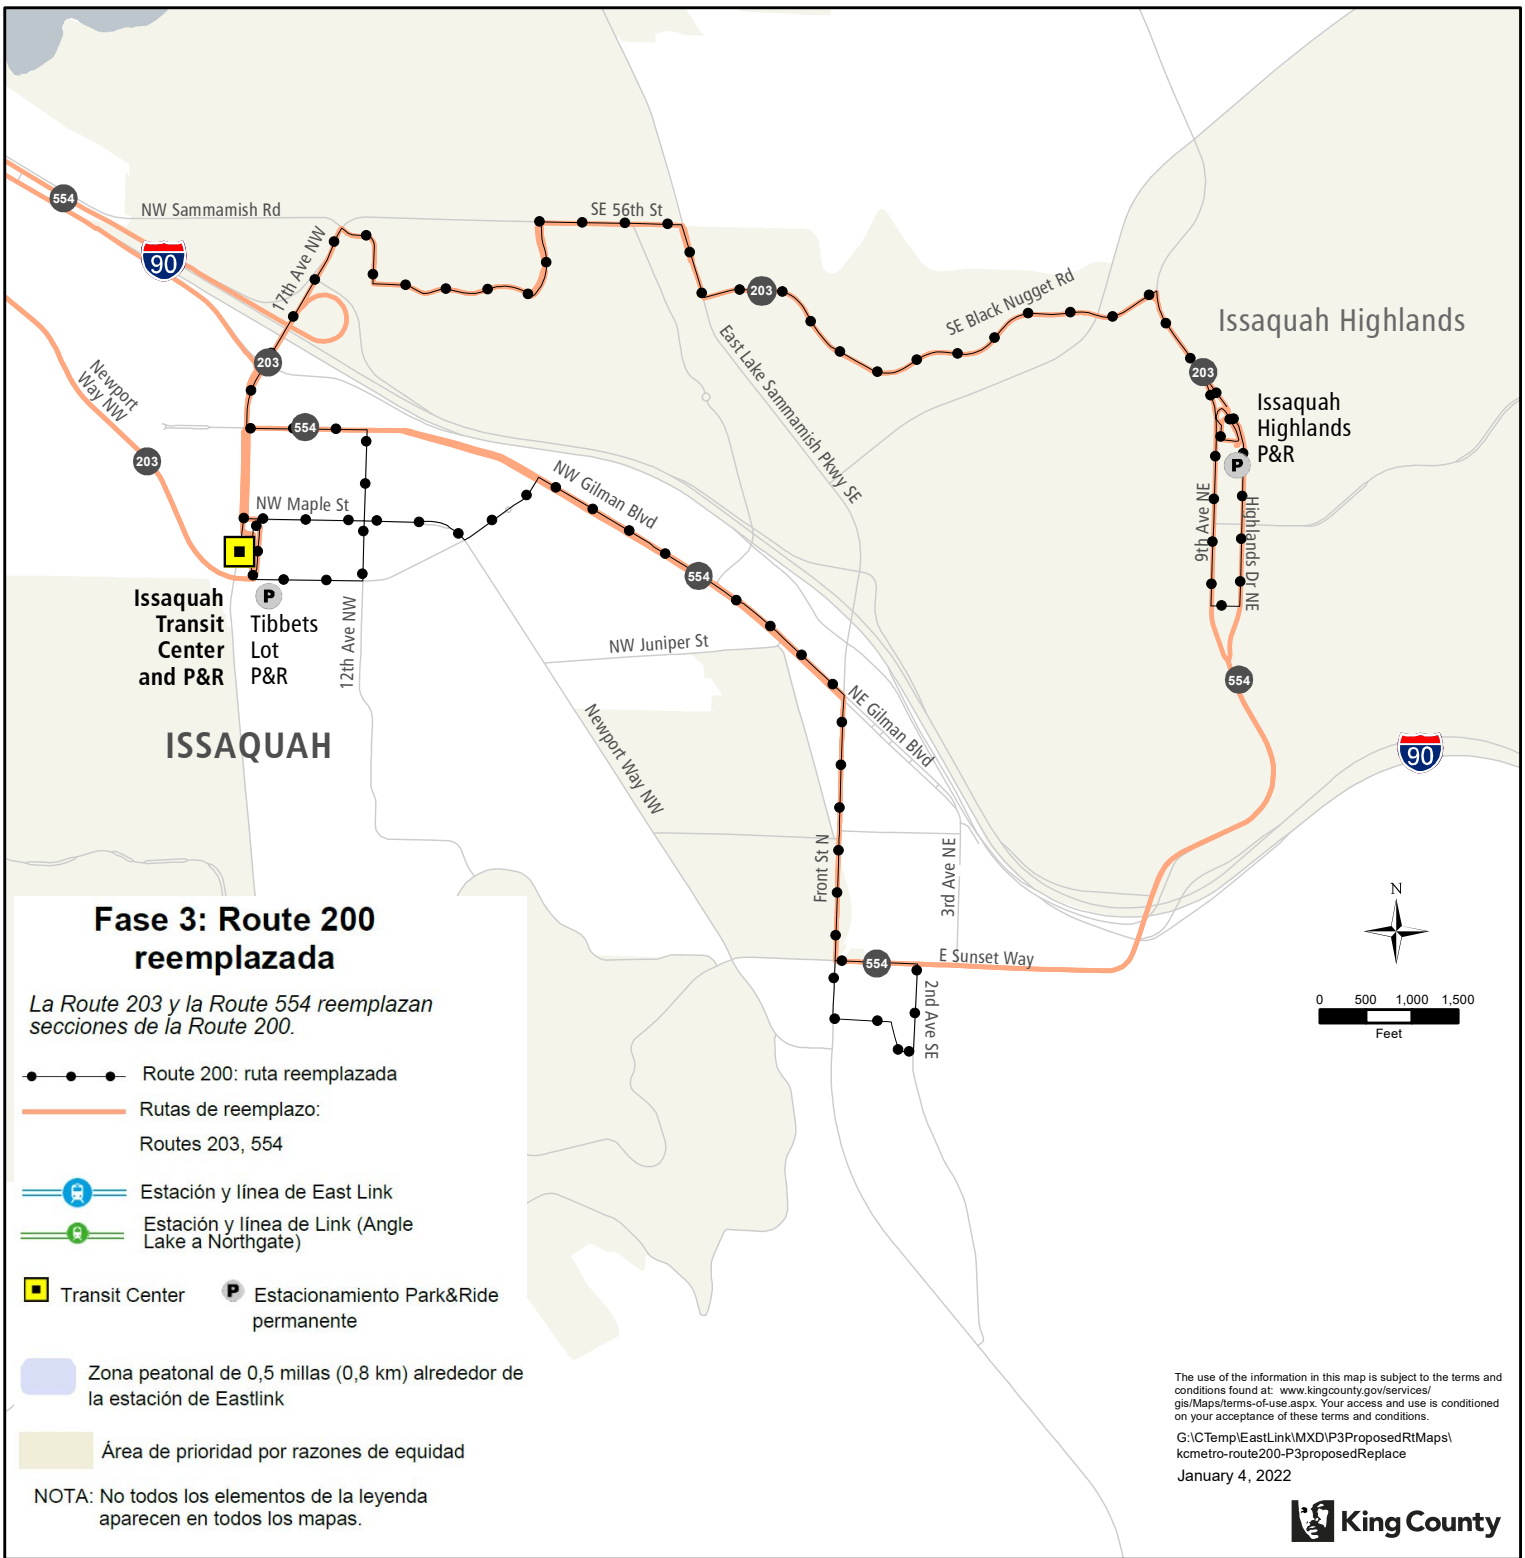 554
NW Sammamish Rd
SE 56th St
90
17th Ave NW
203
SE Black Nugget Rd
Issaquah Highlands
203
203
Issaquah
Highlands
P&R
P
East Lake Sammamish Pkwy SE
Newport
Way NW
554
203
NW Maple St
NW Gilman Blvd
9th Ave NE
Highlands Dr NE
554
P
Issaquah
Transit
Center
and P&R
Tibbets
Lot
P&R
12th Ave NW
NW Juniper St
554
ISSAQUAH
Newport Way NW
NE Gilman Blvd
90
Front St N
3rd Ave NE
554
E Sunset Way
2nd Ave SE
N
0 500 1,000 1,500
Feet
Fase 3: Route 200
reemplazada
La Route 203 y la Route 554 reemplazan
secciones de la Route 200.
Route 200: ruta reemplazada
Rutas de reemplazo:
Routes 203, 554
Estación y línea de East Link
Estación y línea de Link (Angle
Lake a Northgate)
Transit Center
P
Estacionamiento Park&Ride
permanente
Zona peatonal de 0,5 millas (0,8 km) alrededor de
la estación de Eastlink
Área de prioridad por razones de equidad
NOTA: No todos los elementos de la leyenda
aparecen en todos los mapas.
The use of the information in this map is subject to the terms and
conditions found at: www.kingcounty.gov/services/
gis/Maps/terms-of-use.aspx. Your access and use is conditioned
on your acceptance of these terms and conditions.
G:\CTemp\EastLink\MXD\P3ProposedRtMaps\
kcmetro-route200-P3proposedReplace
January 4, 2022
King County